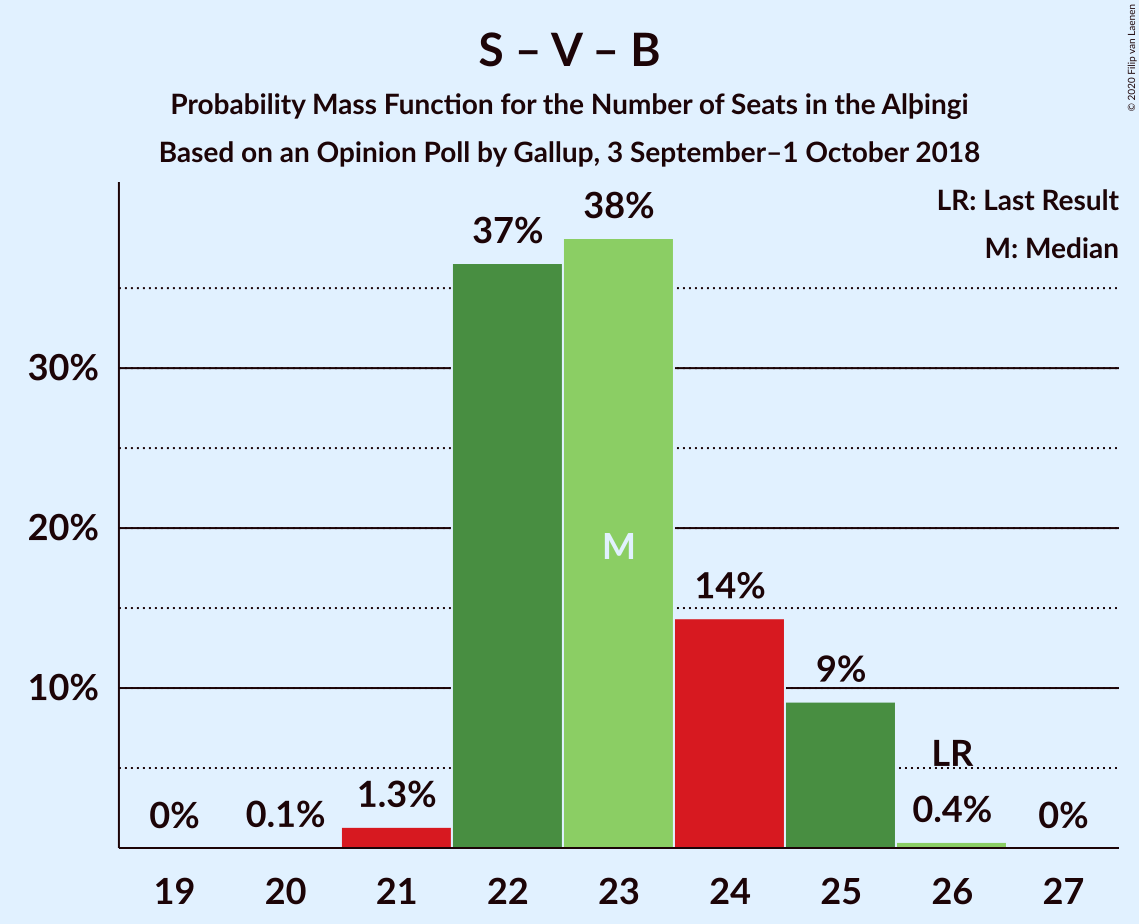 S – V – B
Probability Mass Function for the Number of Seats in the Alþingi
Based on an Opinion Poll by Gallup, 3 September–1 October 2018
© 2020 Filip van Laenen
LR: Last Result
M: Median
38%
37%
30%
20%
M
14%
10%
9%
LR
1.3%
0.4%
0%
0.1%
0%
19 20 21 22 23 24 25 26 27